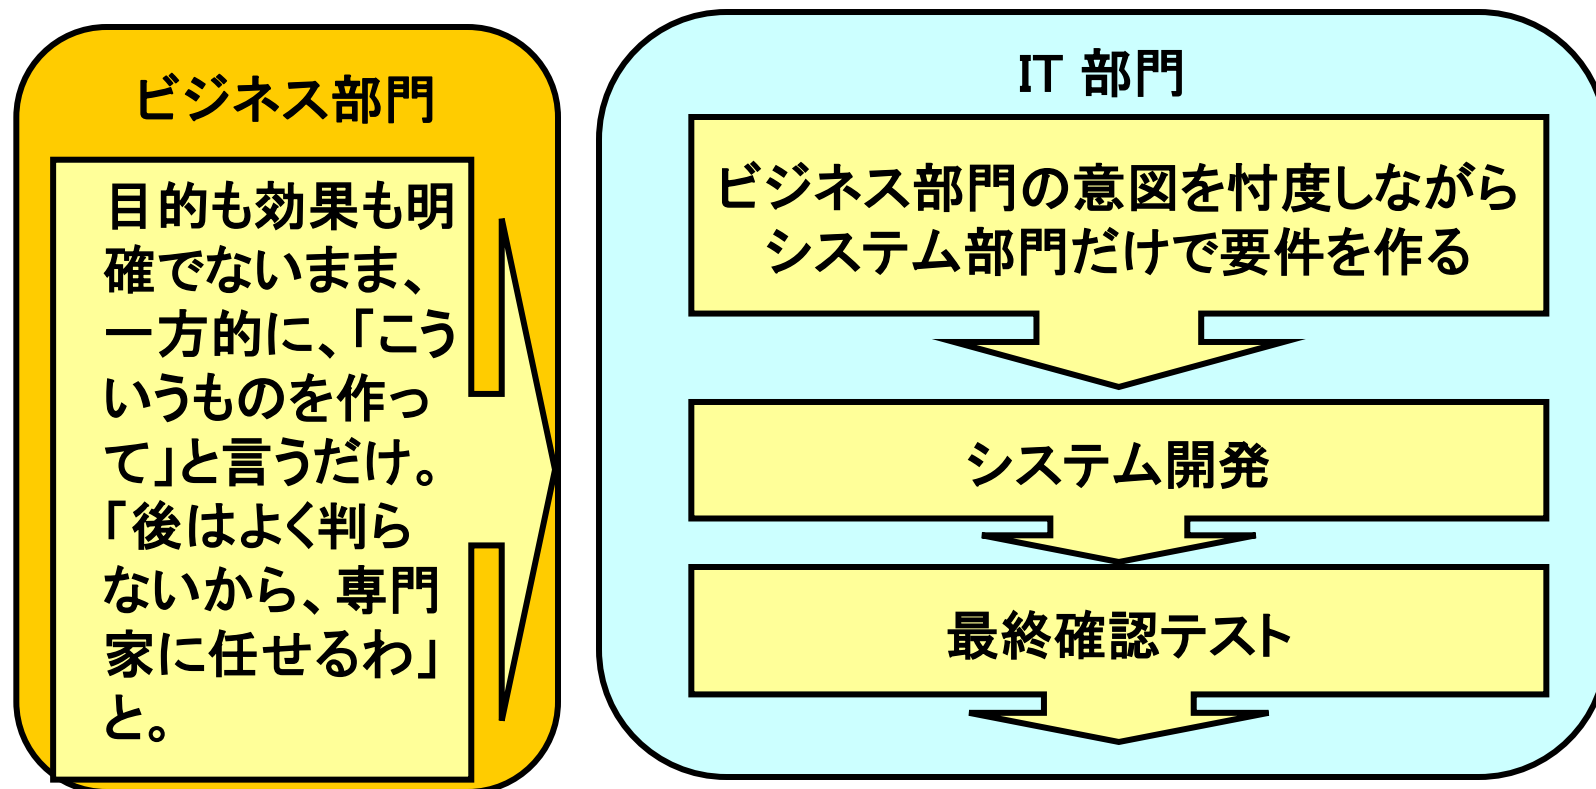 ビジネス部門
目的も効果も明
確でないまま、
一方的に、「こう
いうものを作っ
て」と言うだけ。
「後はよく判ら
ないから、専門
家に任せるわ」
と。
IT 部門
ビジネス部門の意図を忖度しながら
システム部門だけで要件を作る
システム開発
最終確認テスト